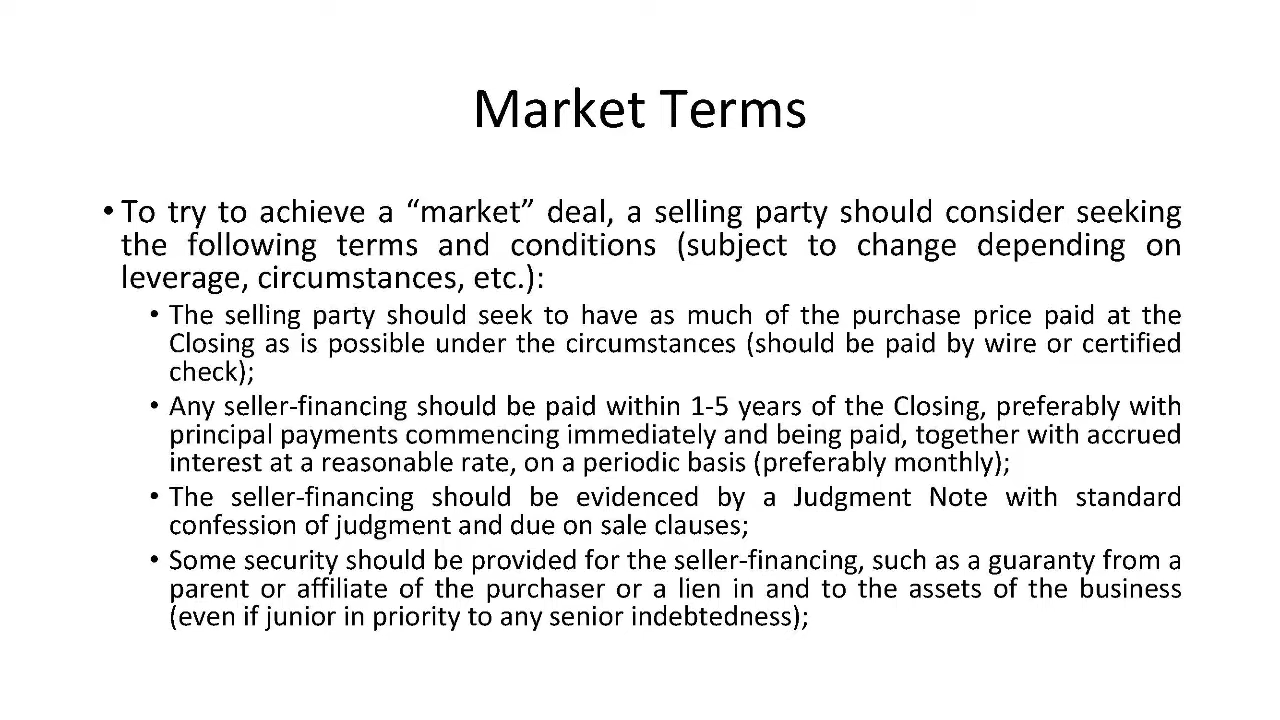 Market Terms
• To try to achieve a “market” deal, a selling party should consider seeking
the following terms and conditions (subject to change depending on
leverage, circumstances, etc.):
• The selling party should seek to have as much of the purchase price paid at the
Closing as is possible under the circumstances (should be paid by wire or certified
check);
• Any seller-financing should be paid within 1-5 years of the Closing, preferably with
principal payments commencing immediately and being paid, together with accrued
interest at a reasonable rate, on a periodic basis (preferably monthly);
• The seller-financing should be evidenced by a Judgment Note with standard
confession of judgment and due on sale clauses;
• Some security should be provided for the seller-financing, such as a guaranty from a
parent or affiliate of the purchaser or a lien in and to the assets of the business
(even if junior in priority to any senior indebtedness);